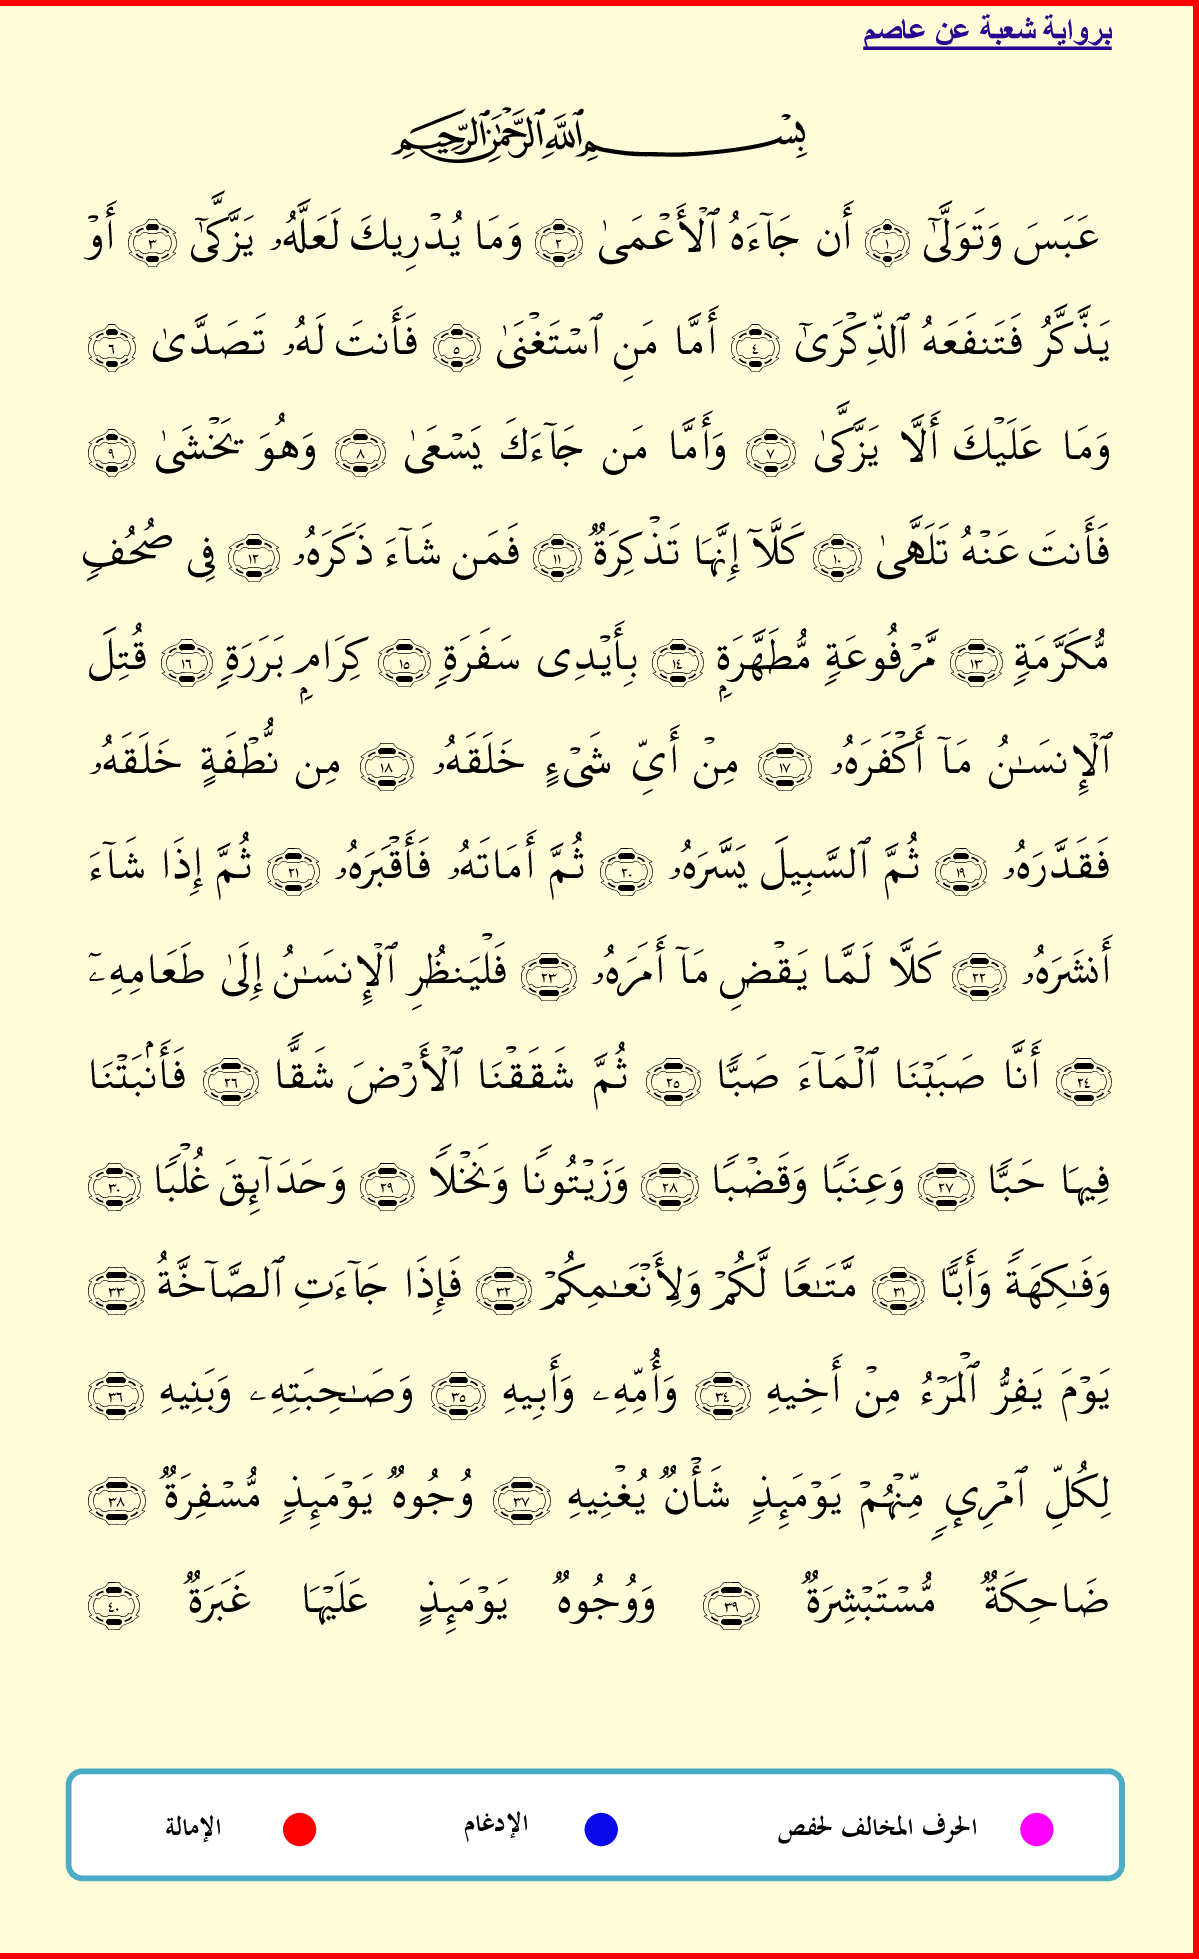 برواية شعبة عن عاصم
بِسْمِ ٱللَّهِ ٱلرَّحْمَٰنِ ٱلرَّحِيمِ
عَبَسَ وَتَوَلَّىٰٓ ١ أَن جَآءَهُ ٱلْأَعْمَىٰ ٢ وَمَا يُدْرِيكَ لَعَلَّهُۥ يَزَّكَّىٰٓ ٣ أَوْ
يَذَّكَّرُ فَتَنفَعَهُ ٱلذِّكْرَىٰٓ ٤ أَمَّا مَنِ ٱسْتَغْنَىٰ ٥ فَأَنتَ لَهُۥ تَصَدَّىٰ ٦
وَمَا عَلَيْكَ أَلَّا يَزَّكَّىٰ ٧ وَأَمَّا مَن جَآءَكَ يَسْعَىٰ ٨ وَهُوَ يَخْشَىٰ ٩
فَأَنتَ عَنْهُ تَلَهَّىٰ ١٠ كَلَّآ إِنَّهَا تَذْكِرَةٌ ١١ فَمَن شَآءَ ذَكَرَهُۥ ١٢ فِى صُحُفٍ
مُّكَرَّمَةٍ ١٣ مَّرْفُوعَةٍ مُّطَهَّرَةٍۭ ١٤ بِأَيْدِى سَفَرَةٍ ١٥ كِرَامٍۭ بَرَرَةٍ ١٦ قُتِلَ
ٱلْإِنسَـٰنُ مَآ أَكْفَرَهُۥ ١٧ مِنْ أَىِّ شَىْءٍ خَلَقَهُۥ ١٨ مِن نُّطْفَةٍ خَلَقَهُۥ
فَقَدَّرَهُۥ ١٩ ثُمَّ ٱلسَّبِيلَ يَسَّرَهُۥ ٢٠ ثُمَّ أَمَاتَهُۥ فَأَقْبَرَهُۥ ٢١ ثُمَّ إِذَا شَآءَ
أَنشَرَهُۥ ٢٢ كَلَّا لَمَّا يَقْضِ مَآ أَمَرَهُۥ ٢٣ فَلْيَنظُرِ ٱلْإِنسَـٰنُ إِلَىٰ طَعَامِهِۦٓ
٢٤ أَنَّا صَبَبْنَا ٱلْمَآءَ صَبًّا ٢٥ ثُمَّ شَقَقْنَا ٱلْأَرْضَ شَقًّا ٢٦ فَأَنۢبَتْنَا
فِيهَا حَبًّا ٢٧ وَعِنَبًا وَقَضْبًا ٢٨ وَزَيْتُونًا وَنَخْلًا ٢٩ وَحَدَآئِقَ غُلْبًا ٣٠
وَفَـٰكِهَةً وَأَبًّا ٣١ مَّتَـٰعًا لَّكُمْ وَلِأَنْعَـٰمِكُمْ ٣٢ فَإِذَا جَآءَتِ ٱلصَّآخَّةُ ٣٣
يَوْمَ يَفِرُّ ٱلْمَرْءُ مِنْ أَخِيهِ ٣٤ وَأُمِّهِۦ وَأَبِيهِ ٣٥ وَصَـٰحِبَتِهِۦ وَبَنِيهِ ٣٦
لِكُلِّ ٱمْرِئٍ مِّنْهُمْ يَوْمَئِذٍ شَأْنٌ يُغْنِيهِ ٣٧ وُجُوهٌ يَوْمَئِذٍ مُّسْفِرَةٌ ٣٨
ضَاحِكَةٌ مُّسْتَبْشِرَةٌ ٣٩ وَوُجُوهٌ يَوْمَئِذٍ عَلَيْهَا غَبَرَةٌ ٤٠
الحرف المخالف لحفص الإدغام الإمالة